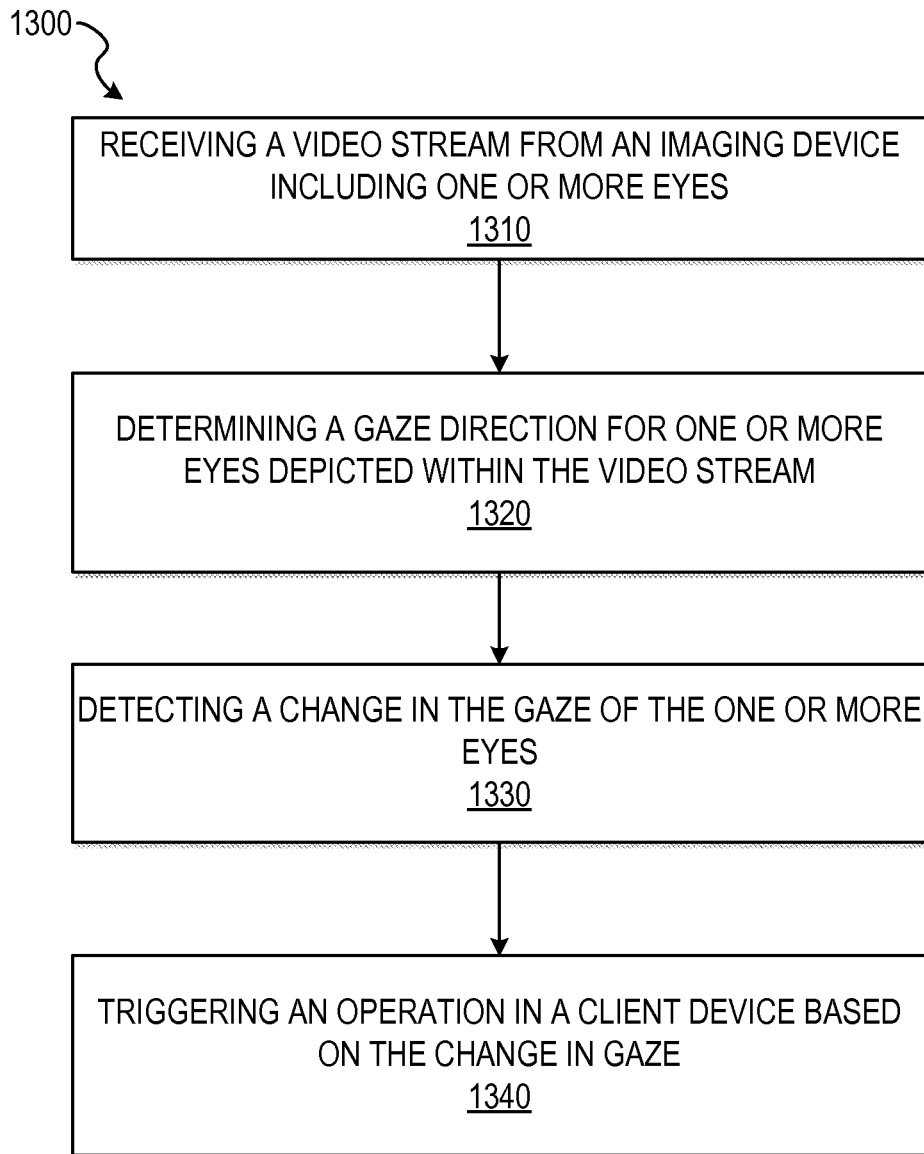 1300
RECEIVING A VIDEO STREAM FROM AN IMAGING DEVICE
INCLUDING ONE OR MORE EYES
1310
DETERMINING A GAZE DIRECTION FOR ONE OR MORE
EYES DEPICTED WITHIN THE VIDEO STREAM
1320
DETECTING A CHANGE IN THE GAZE OF THE ONE OR MORE
EYES
1330
TRIGGERING AN OPERATION IN A CLIENT DEVICE BASED
ON THE CHANGE IN GAZE
1340